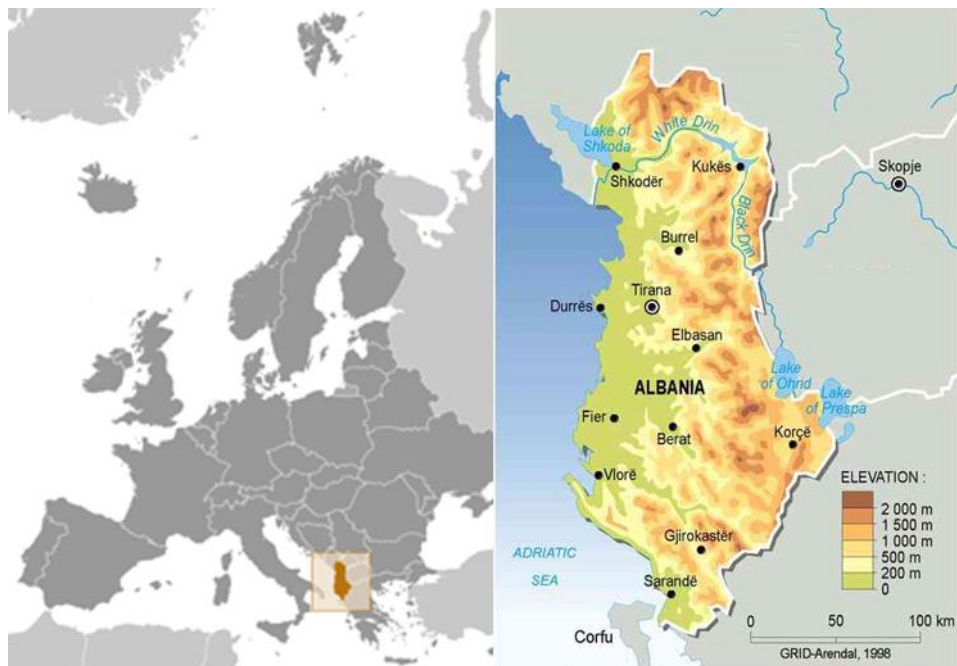 Lake of
Shkoda
White Drin
Shkodër
Kukës
Skopje
Black Drin
Burrel
Tirana
Durrës
Elbasan
ALBANIA
Lake
of Ohrid
Lake
of Prespa
Fier
Berat
Korçë
Vlorë
ELEVATION :
2 000 m
1 500 m
1 000 m
500 m
200 m
0
Gjirokastër
ADRIATIC
SEA
Sarandë
Corfu
0 50 100 km
GRID-Arendal, 1998